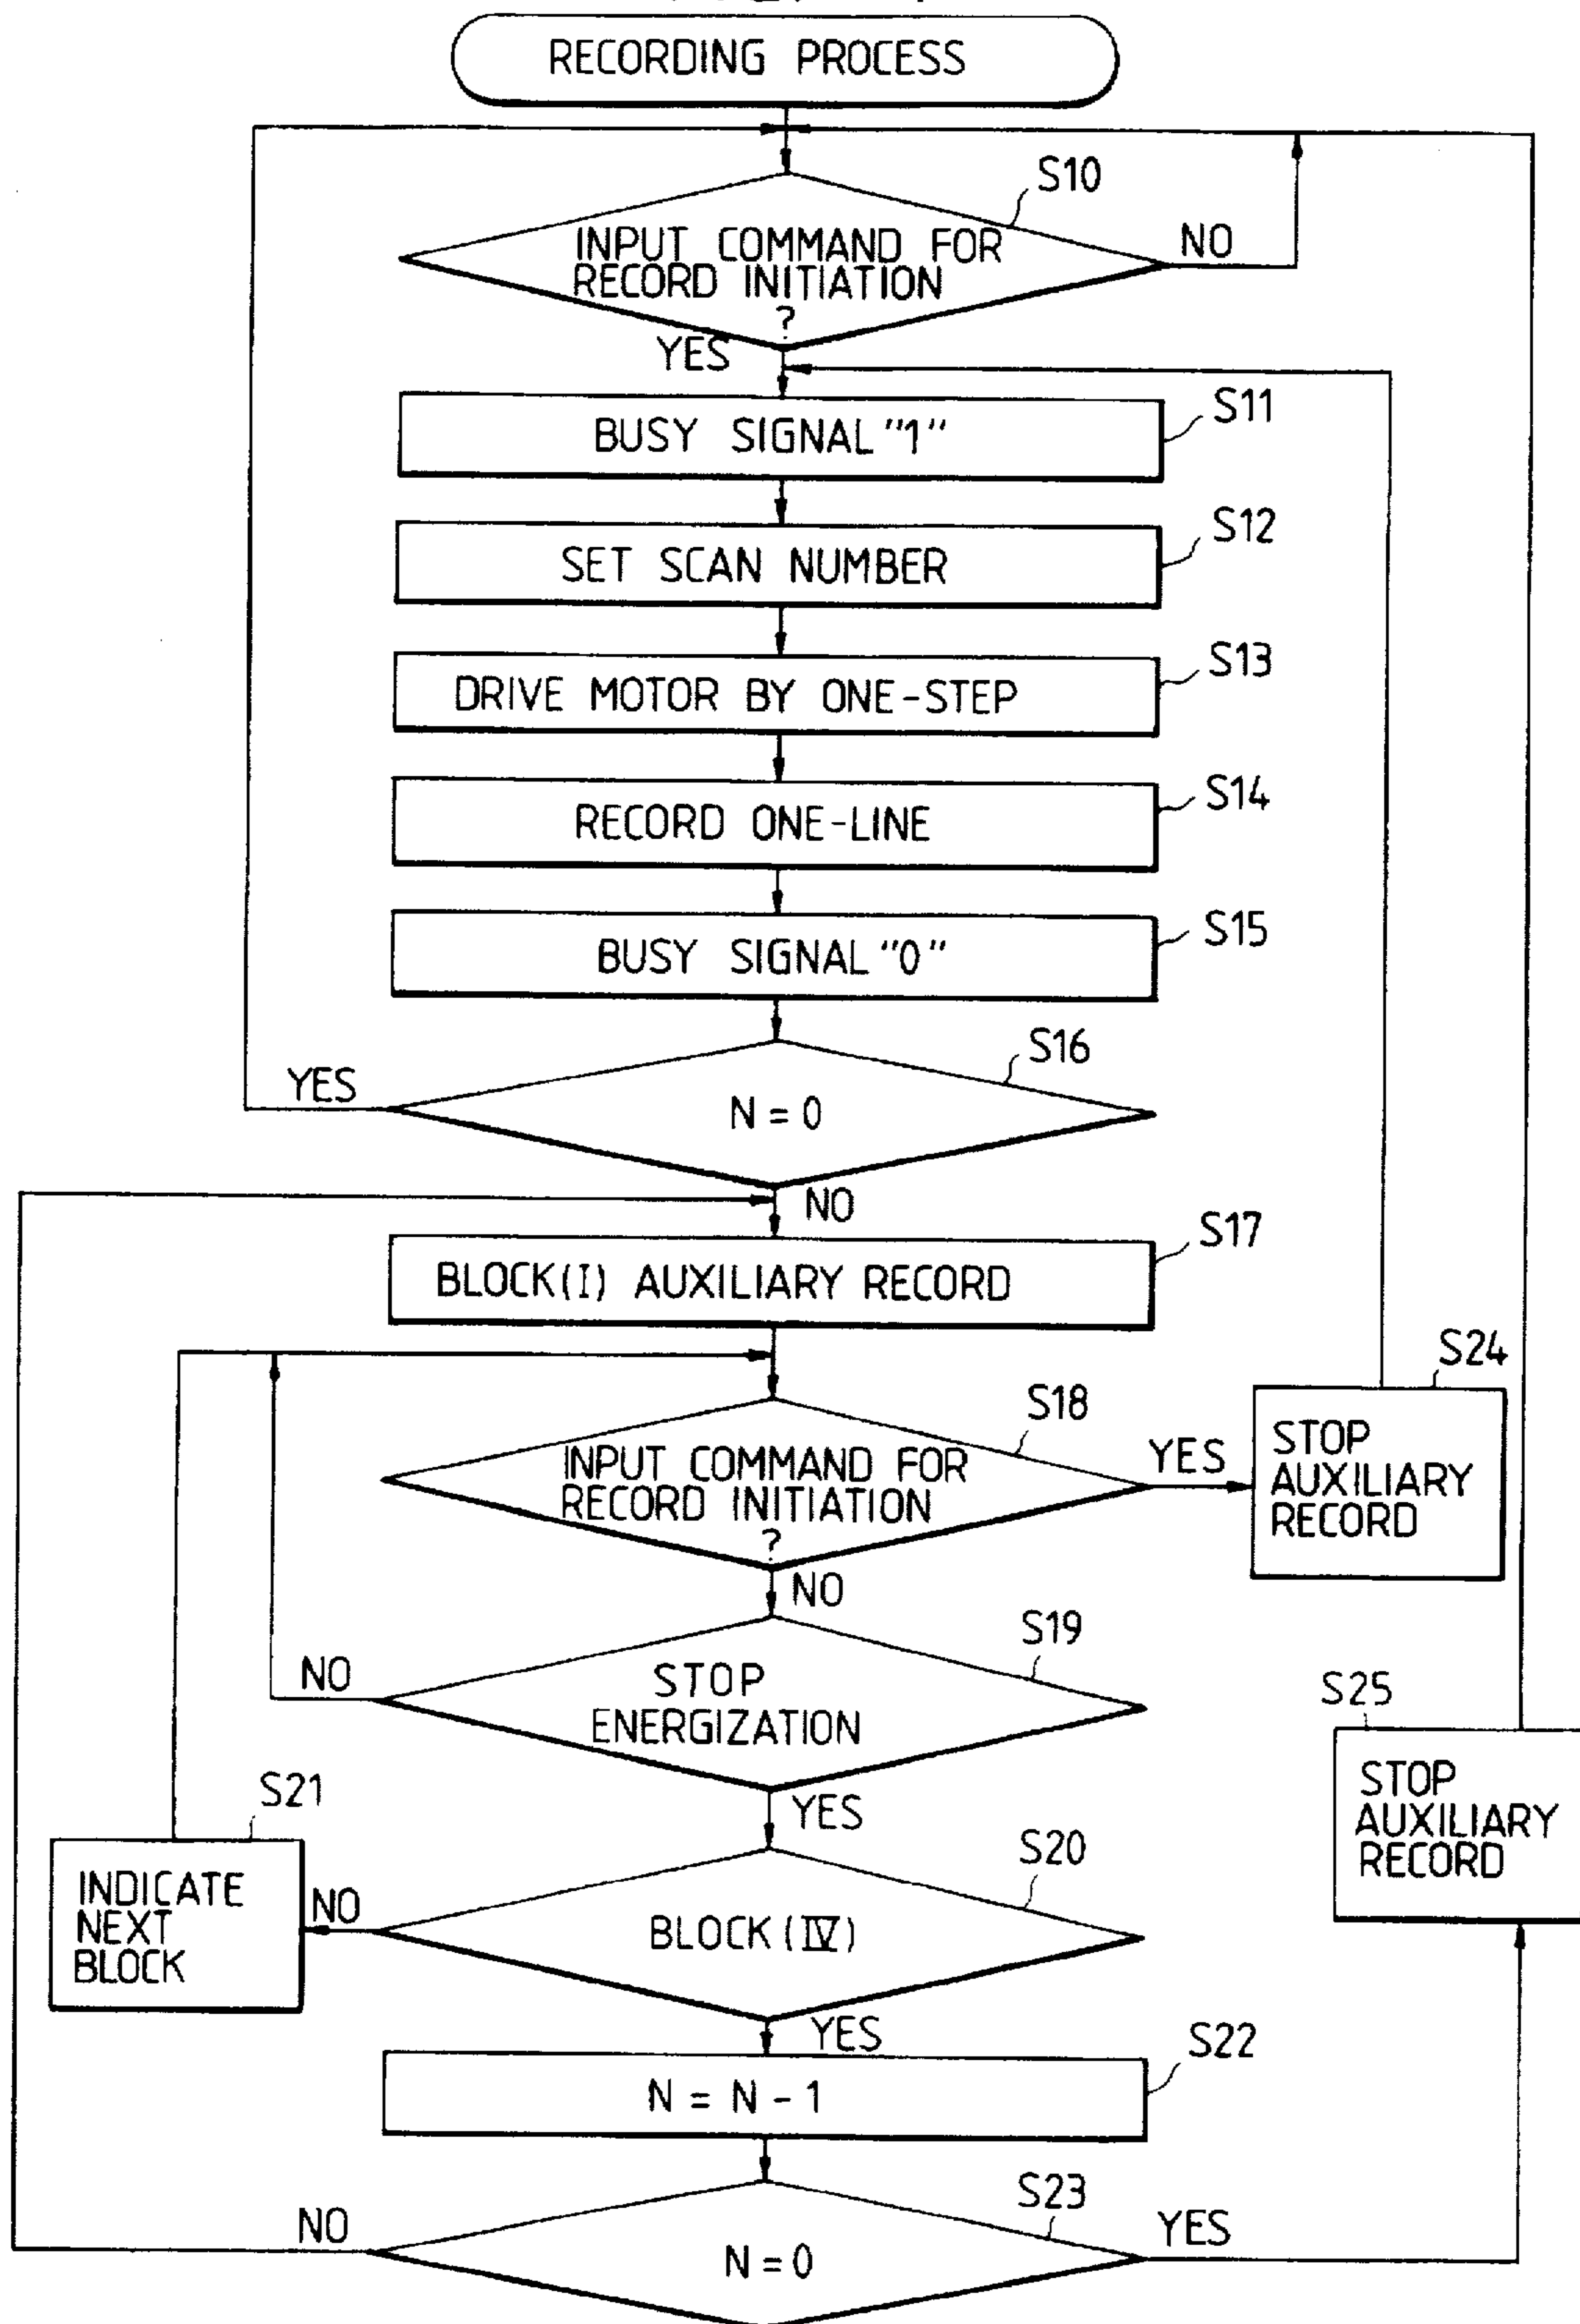 RECORDING PROCESS
S10
INPUT COMMAND FOR
RECORD INITIATION
?
NO
YES
S11
BUSY SIGNAL "1"
S12
SET SCAN NUMBER
S13
DRIVE MOTOR BY ONE-STEP
S14
RECORD ONE-LINE
S15
BUSY SIGNAL "0"
S16
YES
N = 0
NO
S17
BLOCK(I) AUXILIARY RECORD
S24
STOP
AUXILIARY
RECORD
S18
INPUT COMMAND FOR
RECORD INITIATION
?
YES
NO
S19
STOP
ENERGIZATION
NO
YES
S25
STOP
AUXILIARY
RECORD
S21
INDICATE
NEXT
BLOCK
S20
NO
BLOCK (IV)
YES
S22
N = N - 1
S23
NO
N = 0
YES